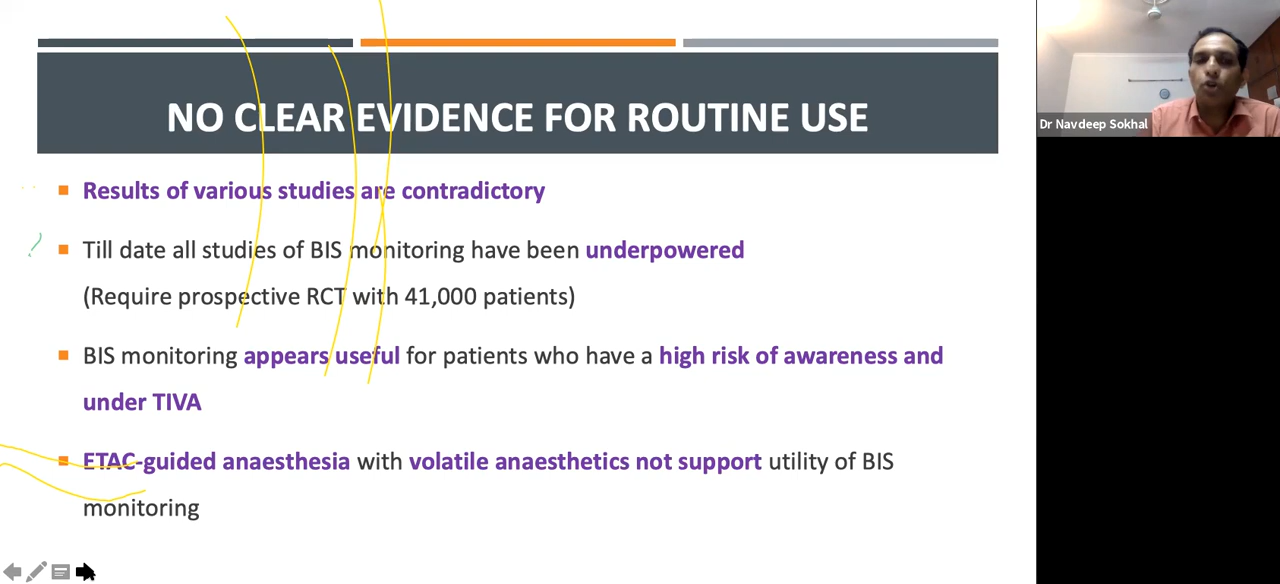 NO CLEAR EVIDENCE FOR ROUTINE USE
Results of various studies are contradictory
Till date all studies of BIS monitoring have been underpowered
(Require prospective RCT with 41,000 patients)
BIS monitoring appears useful for patients who have a high risk of awareness and
under TIVA
ETAC-guided anaesthesia with volatile anaesthetics not support utility of BIS
monitoring
Dr Navdeep Sokhal